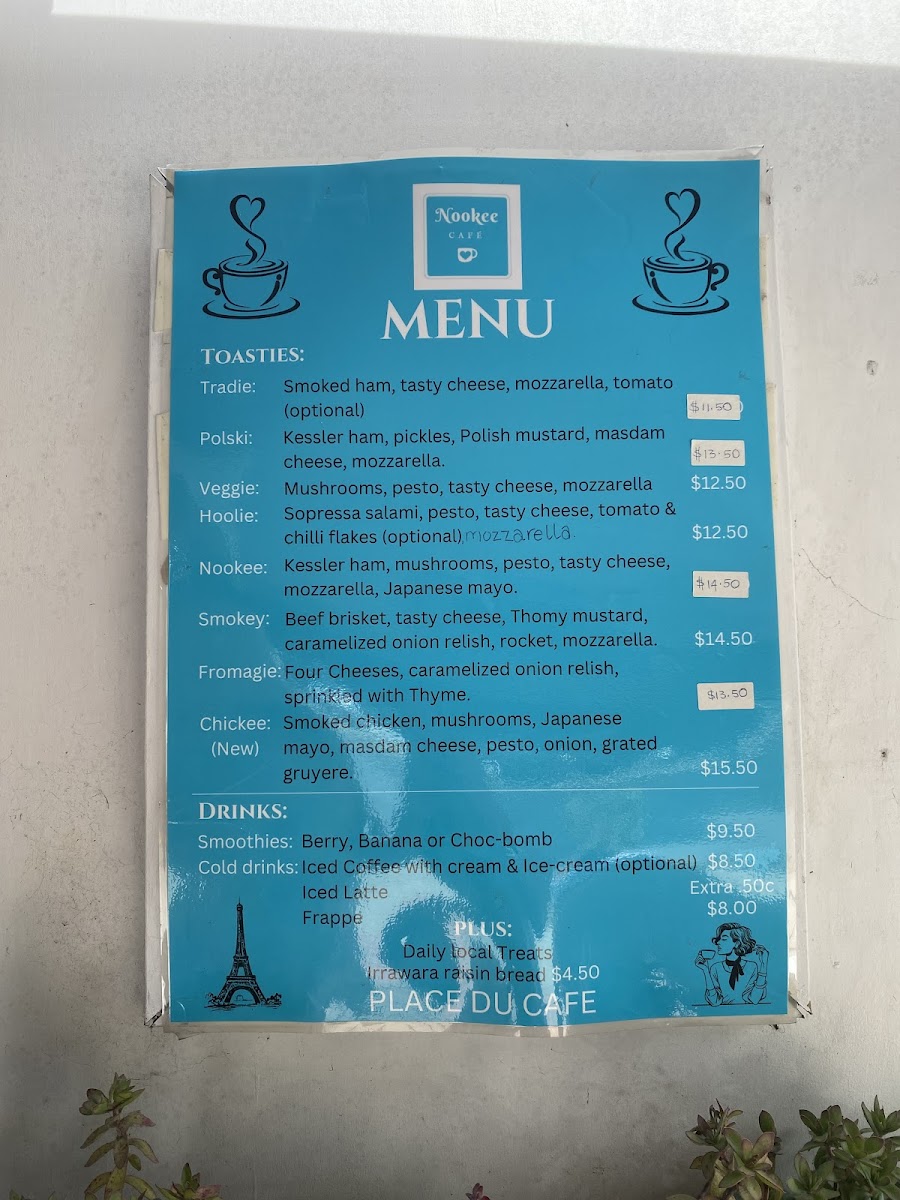 Nookee
CAFE
MENU
TOASTIES:
Tradie: Smoked ham, tasty cheese, mozzarella, tomato
(optional) $11.50
Polski: Kessler ham, pickles, Polish mustard, masdam
cheese, mozzarella. $13.50
Veggie: Mushrooms, pesto, tasty cheese, mozzarella $12.50
Hoolie: Sopressa salami, pesto, tasty cheese, tomato &
chilli flakes (optional), mozzarella. $12.50
Nookee: Kessler ham, mushrooms, pesto, tasty cheese,
mozzarella, Japanese mayo. $14.50
Smokey: Beef brisket, tasty cheese, Thomy mustard,
caramelized onion relish, rocket, mozzarella. $14.50
Fromagie: Four Cheeses, caramelized onion relish,
sprinkled with Thyme. $13.50
Chickee: Smoked chicken, mushrooms, Japanese
(New) mayo, masdam cheese, pesto, onion, grated
gruyere. $15.50
DRINKS:
Smoothies: Berry, Banana or Choc-bomb $9.50
Cold drinks: Iced Coffee with cream & Ice-cream (optional) $8.50
Iced Latte Extra .50c
Frappe $8.00
PLUS:
Daily local Treats
Irrawara raisin bread $4.50
PLACE DU CAFE